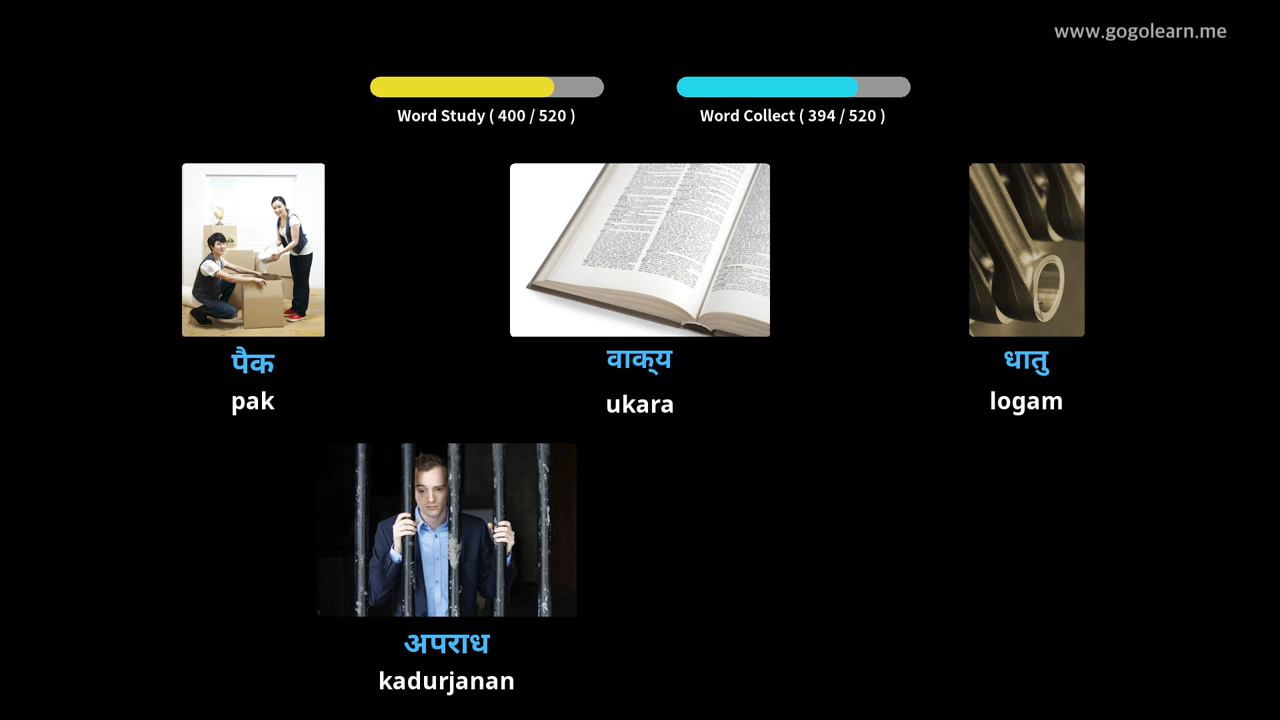 www.gogolearn.me
Word Study ( 400 / 520 )
Word Collect ( 394 / 520 )
पैक
pak
वाक्य
ukara
धातु
logam
अपराध
kadurjanan